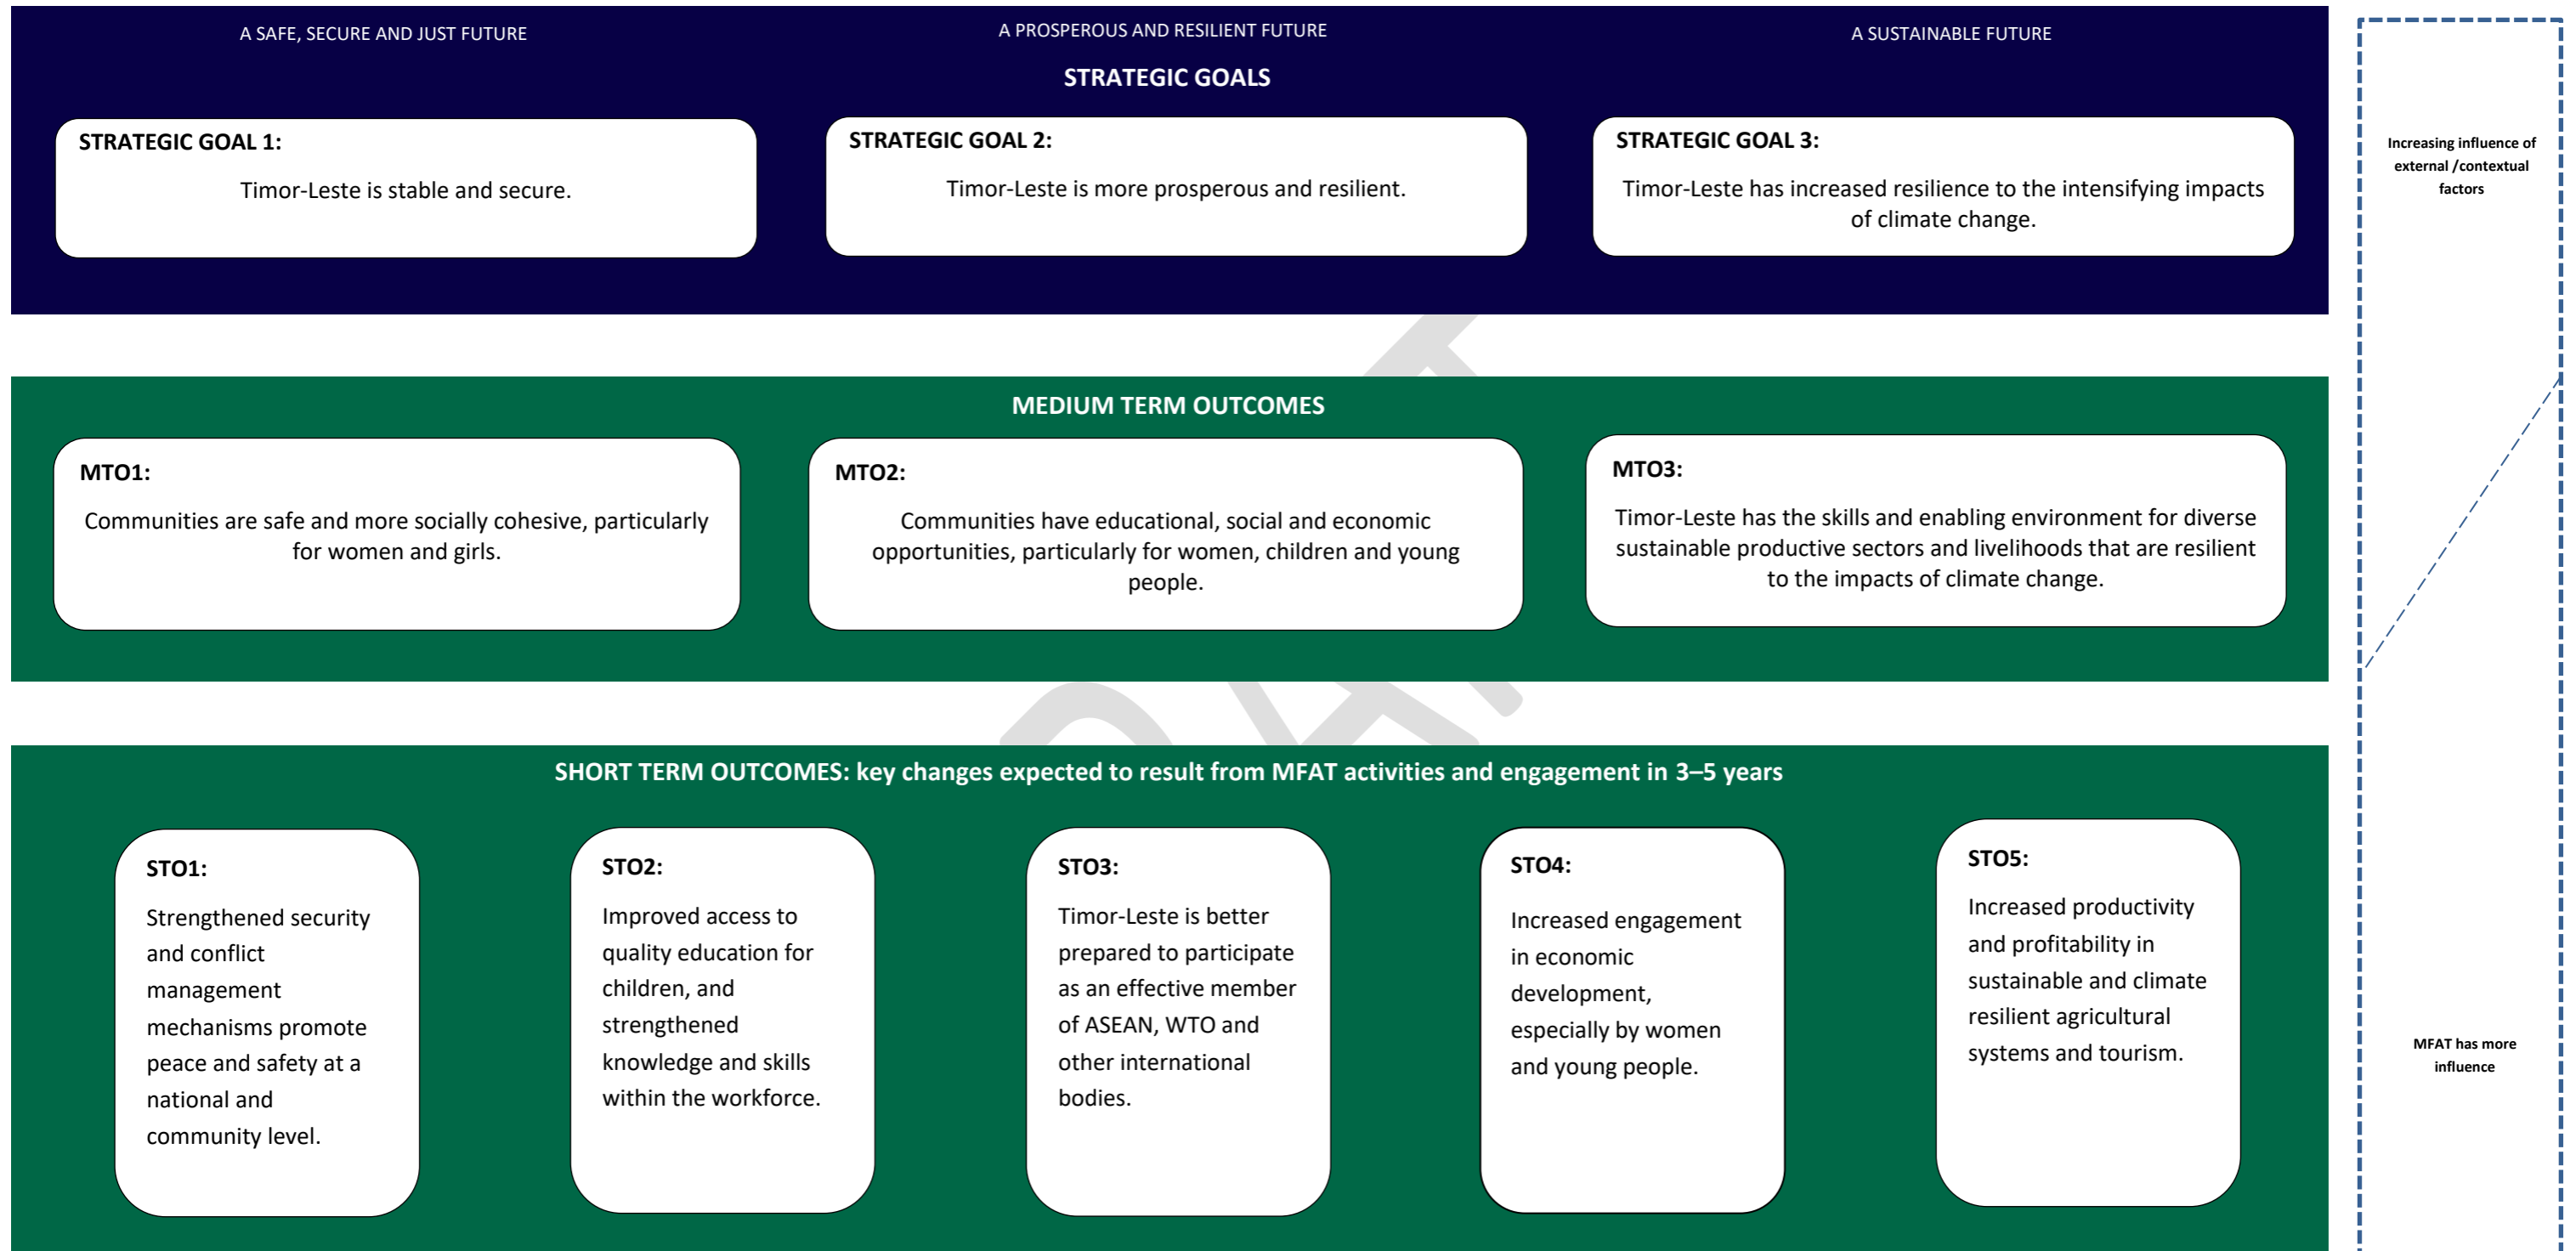 A SAFE, SECURE AND JUST FUTURE
A PROSPEROUS AND RESILIENT FUTURE
A SUSTAINABLE FUTURE
STRATEGIC GOALS
STRATEGIC GOAL 1:
Timor-Leste is stable and secure.
STRATEGIC GOAL 2:
Timor-Leste is more prosperous and resilient.
STRATEGIC GOAL 3:
Timor-Leste has increased resilience to the intensifying impacts
of climate change.
Increasing influence of
external /contextual
factors
MEDIUM TERM OUTCOMES
MTO1:
Communities are safe and more socially cohesive, particularly
for women and girls.
MTO2:
Communities have educational, social and economic
opportunities, particularly for women, children and young
people.
MTO3:
Timor-Leste has the skills and enabling environment for diverse
sustainable productive sectors and livelihoods that are resilient
to the impacts of climate change.
SHORT TERM OUTCOMES: key changes expected to result from MFAT activities and engagement in 3–5 years
STO1:
Strengthened security
and conflict
management
mechanisms promote
peace and safety at a
national and
community level.
STO2:
Improved access to
quality education for
children, and
strengthened
knowledge and skills
within the workforce.
STO3:
Timor-Leste is better
prepared to participate
as an effective member
of ASEAN, WTO and
other international
bodies.
STO4:
Increased engagement
in economic
development,
especially by women
and young people.
STO5:
Increased productivity
and profitability in
sustainable and climate
resilient agricultural
systems and tourism.
MFAT has more
influence